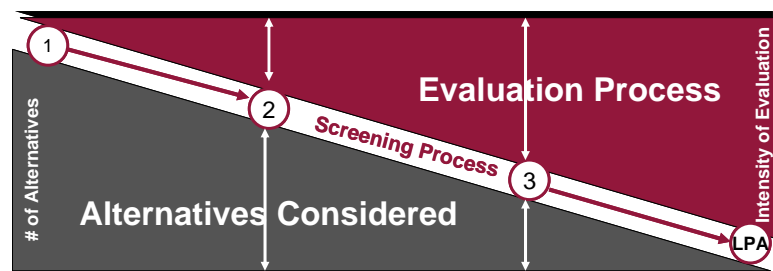 1
2
3
LPA
Evaluation Process
Screening Process
Alternatives Considered
# of Alternatives
Intensity of Evaluation